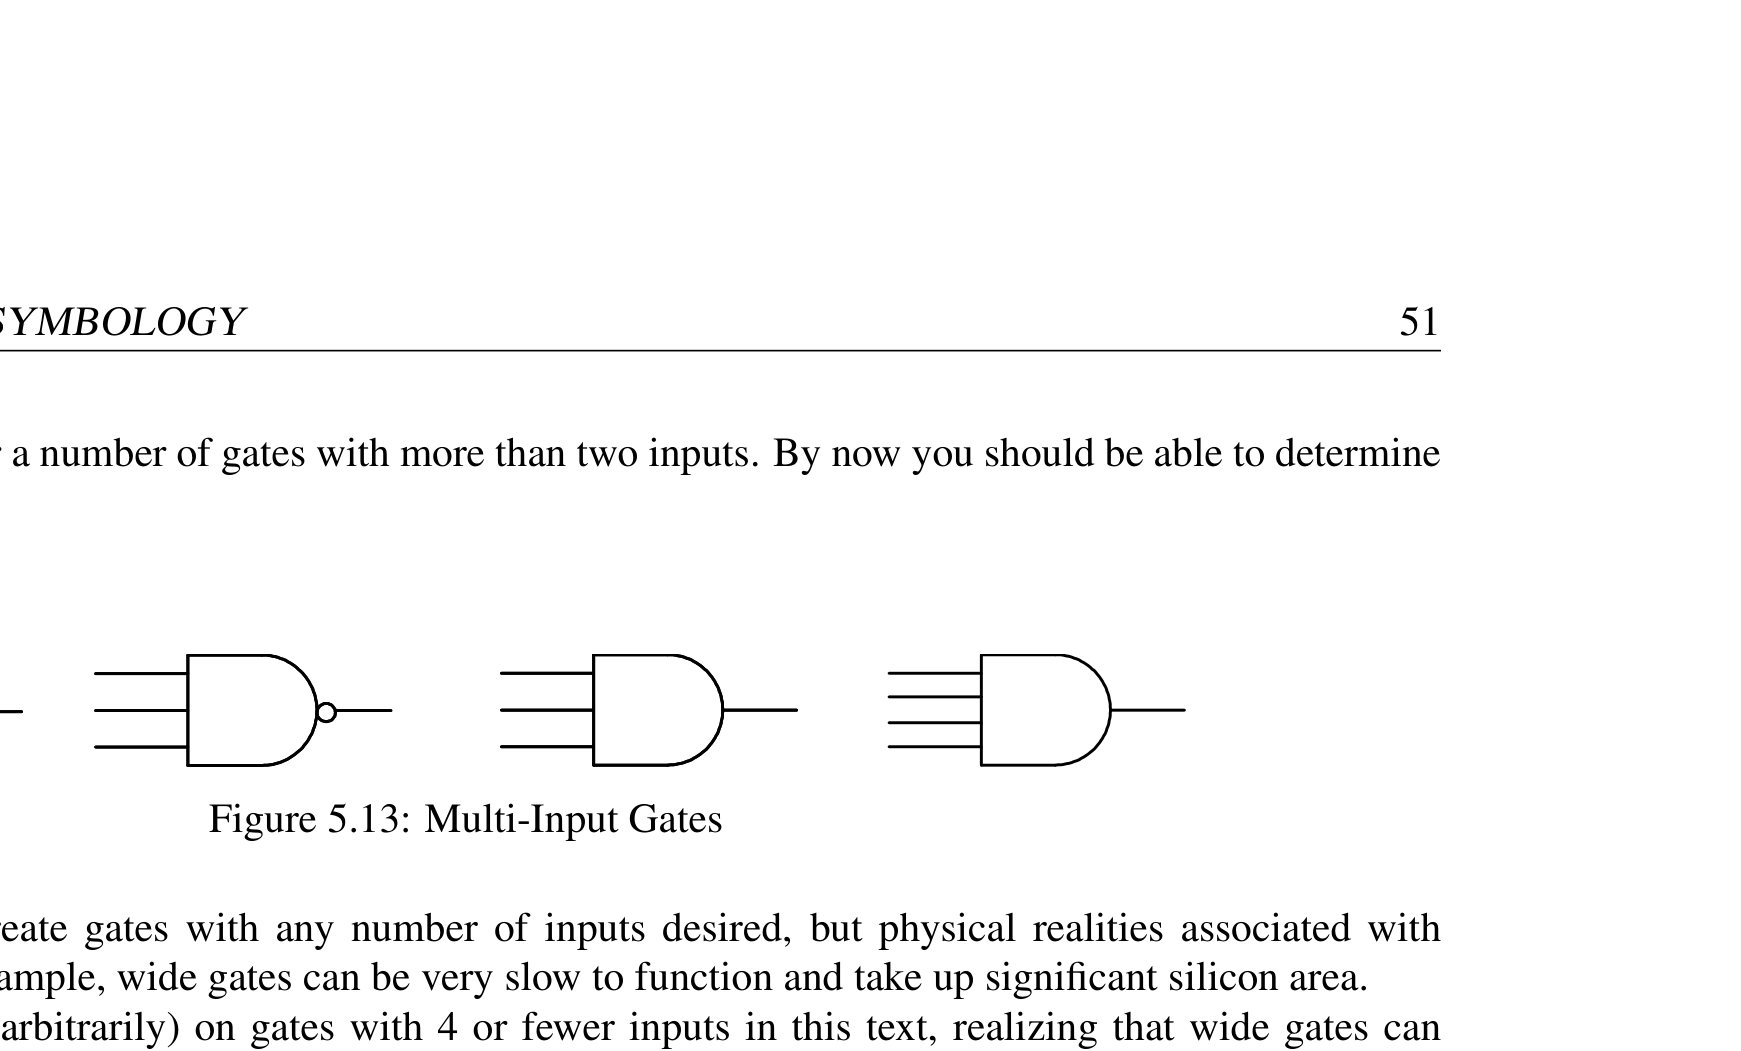 SYMBOLOGY 51
a number of gates with more than two inputs. By now you should be able to determine
Figure 5.13: Multi-Input Gates
gates with any number of inputs desired, but physical realities associated with
wide gates can be very slow to function and take up significant silicon area.
arbitrarily) on gates with 4 or fewer inputs in this text, realizing that wide gates can